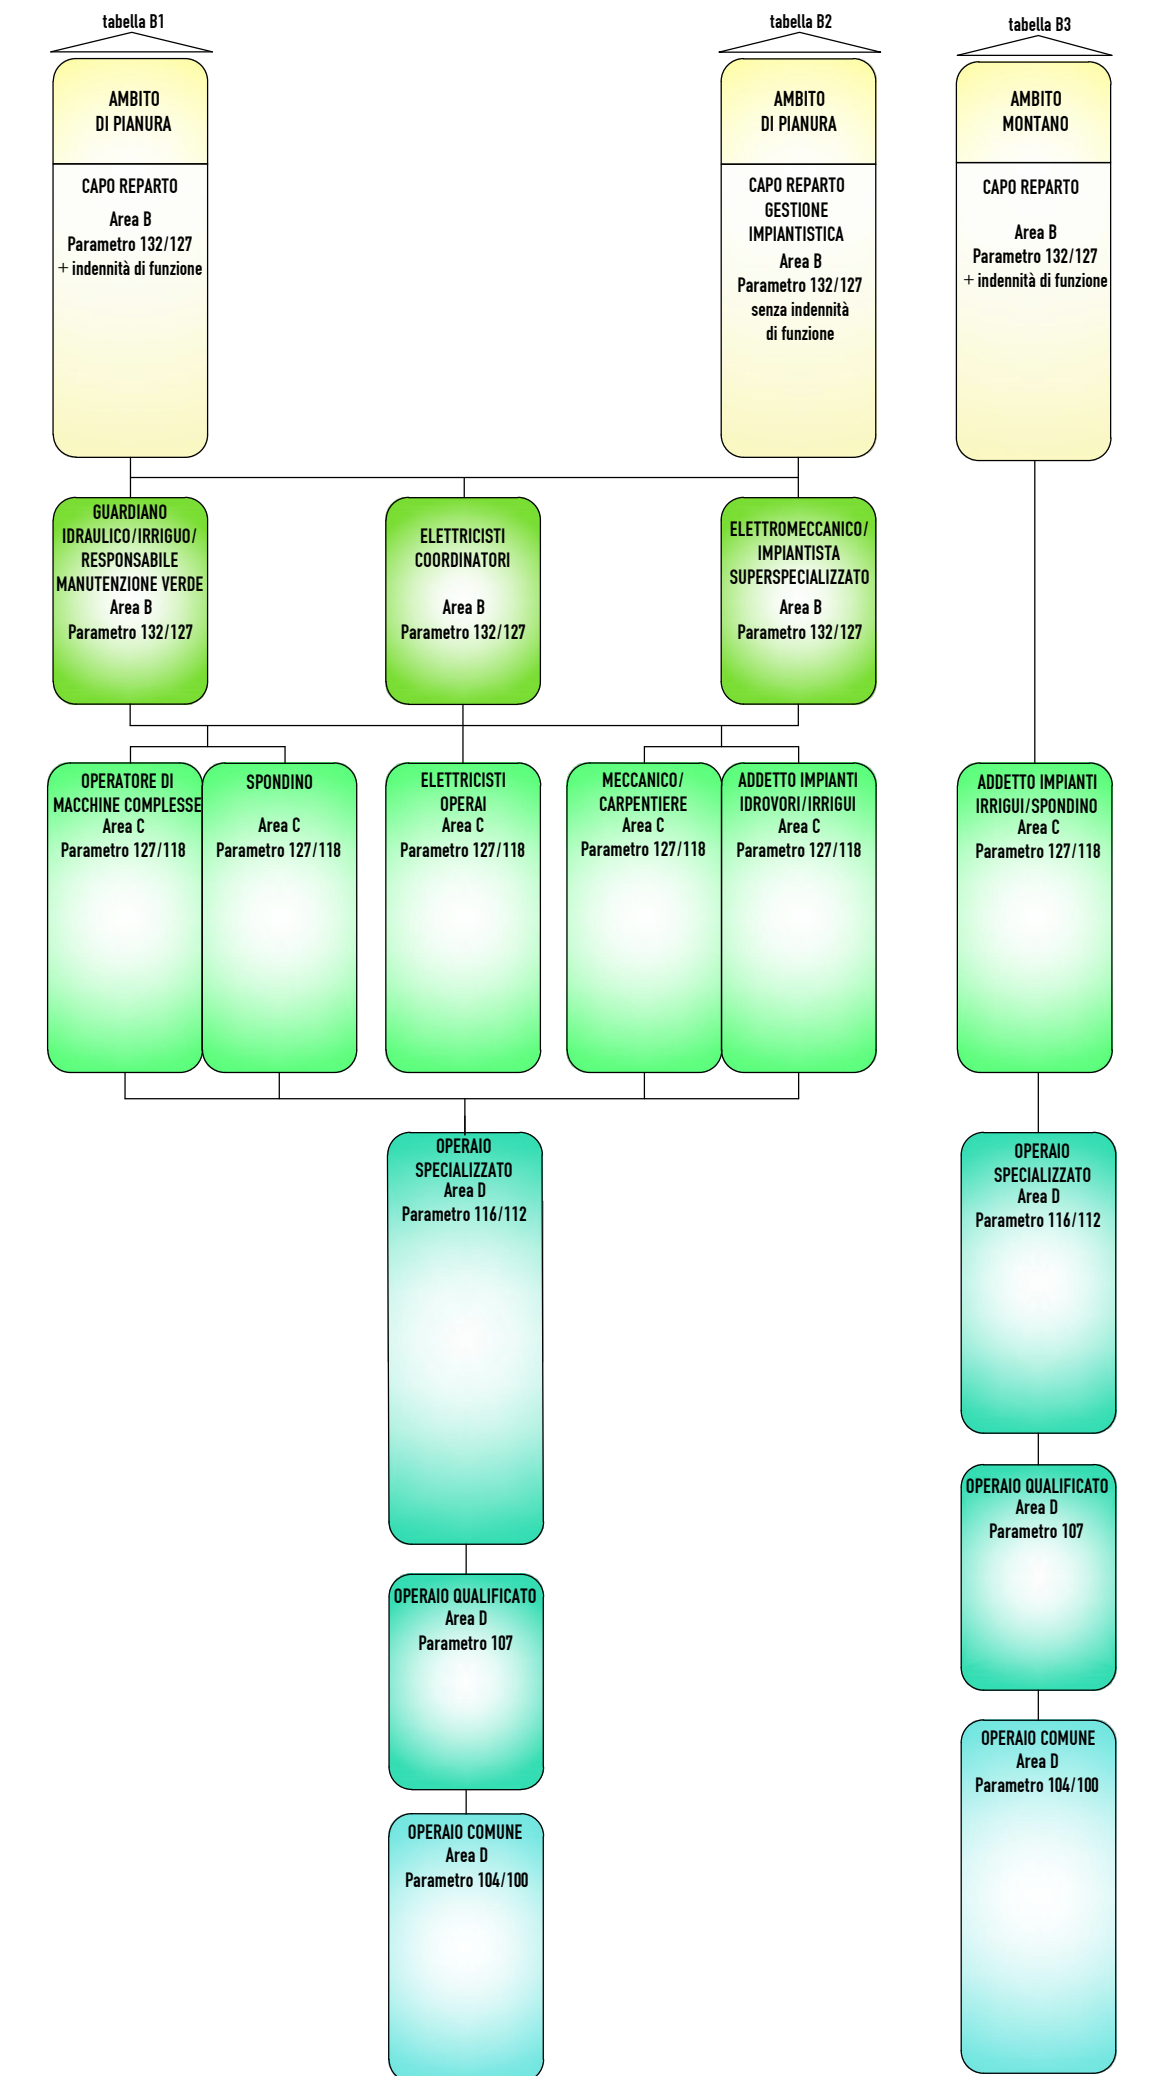 tabella B1
tabella B2
tabella B3
AMBITO
DI PIANURA
CAPO REPARTO
Area B
Parametro 132/127
+ indennità di funzione
AMBITO
DI PIANURA
CAPO REPARTO
GESTIONE
IMPIANTISTICA
Area B
Parametro 132/127
senza indennità
di funzione
AMBITO
MONTANO
CAPO REPARTO
Area B
Parametro 132/127
+ indennità di funzione
GUARDIANO
IDRAULICO/IRRIGUO/
RESPONSABILE
MANUTENZIONE VERDE
Area B
Parametro 132/127
ELETTRICISTI
COORDINATORI
Area B
Parametro 132/127
ELETTROMECCANICO/
IMPIANTISTA
SUPERSPECIALIZZATO
Area B
Parametro 132/127
OPERATORE DI
MACCHINE COMPLESSE
Area C
Parametro 127/118
SPONDINO
Area C
Parametro 127/118
ELETTRICISTI
OPERAI
Area C
Parametro 127/118
MECCANICO/
CARPENTIERE
Area C
Parametro 127/118
ADDETTO IMPIANTI
IDROVORI/IRRIGUI
Area C
Parametro 127/118
ADDETTO IMPIANTI
IRRIGUI/SPONDINO
Area C
Parametro 127/118
OPERAIO
SPECIALIZZATO
Area D
Parametro 116/112
OPERAIO
SPECIALIZZATO
Area D
Parametro 116/112
OPERAIO QUALIFICATO
Area D
Parametro 107
OPERAIO QUALIFICATO
Area D
Parametro 107
OPERAIO COMUNE
Area D
Parametro 104/100
OPERAIO COMUNE
Area D
Parametro 104/100